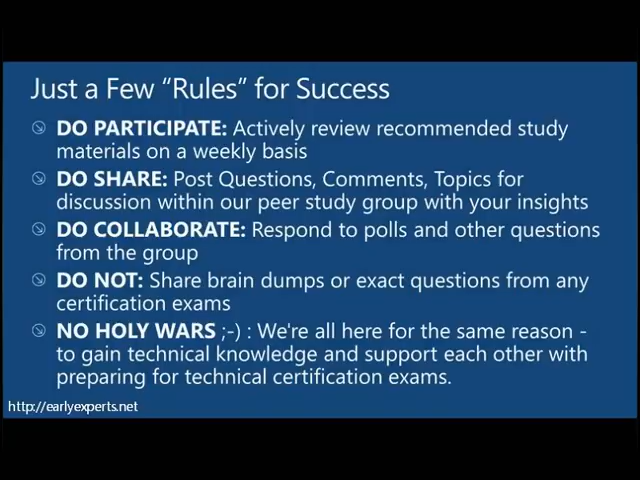 Just a Few “Rules” for Success
DO PARTICIPATE: Actively review recommended study
materials on a weekly basis
DO SHARE: Post Questions, Comments, Topics for
discussion within our peer study group with your insights
DO COLLABORATE: Respond to polls and other questions
from the group
DO NOT: Share brain dumps or exact questions from any
certification exams
NO HOLY WARS ;-) : We're all here for the same reason -
to gain technical knowledge and support each other with
preparing for technical certification exams.
http://earlyexperts.net